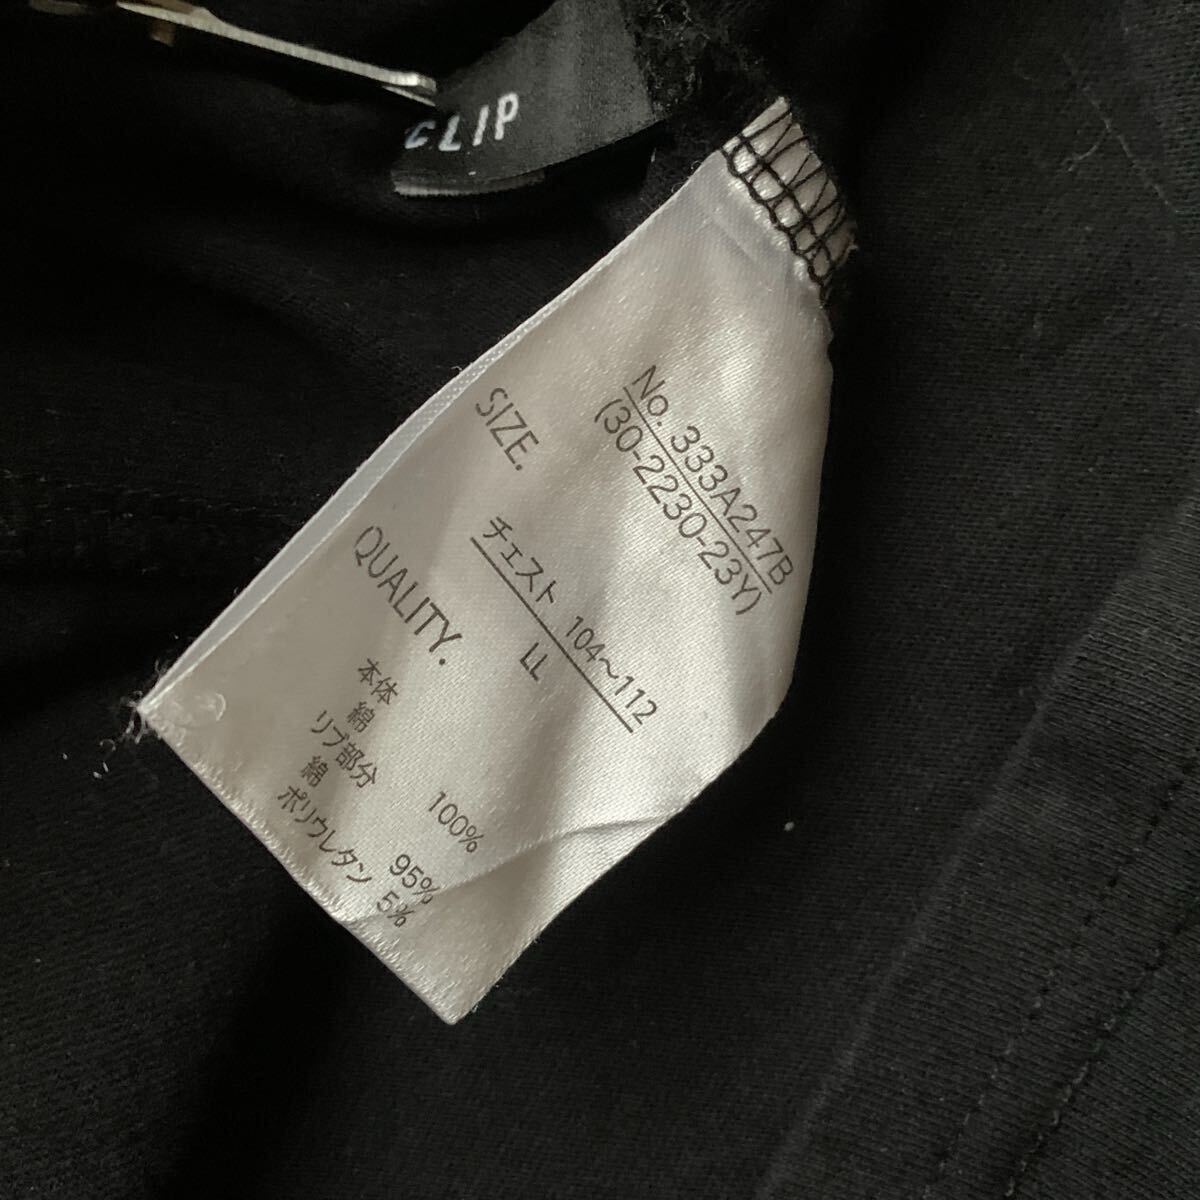 CLIP
No. 333A247B
(30-2230-23Y)
SIZE.
チェスト 104～112
LL
QUALITY.
本体
綿 100%
リブ部分
綿 95%
ポリウレタン 5%